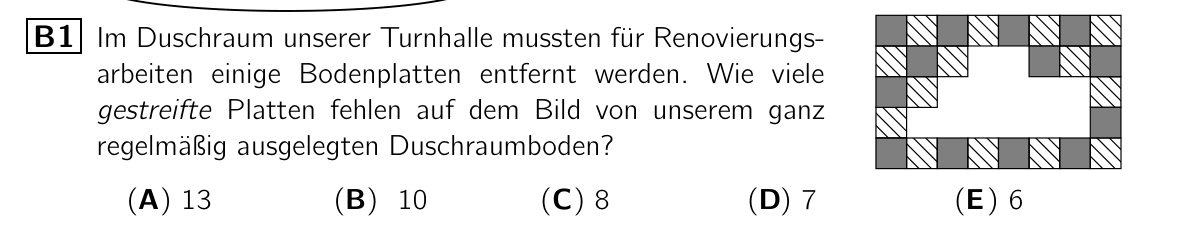 B1 Im Duschraum unserer Turnhalle mussten für Renovierungs-
arbeiten einige Bodenplatten entfernt werden. Wie viele
gestreifte Platten fehlen auf dem Bild von unserem ganz
regelmäßig ausgelegten Duschraumboden?
(A) 13 (B) 10 (C) 8 (D) 7 (E) 6